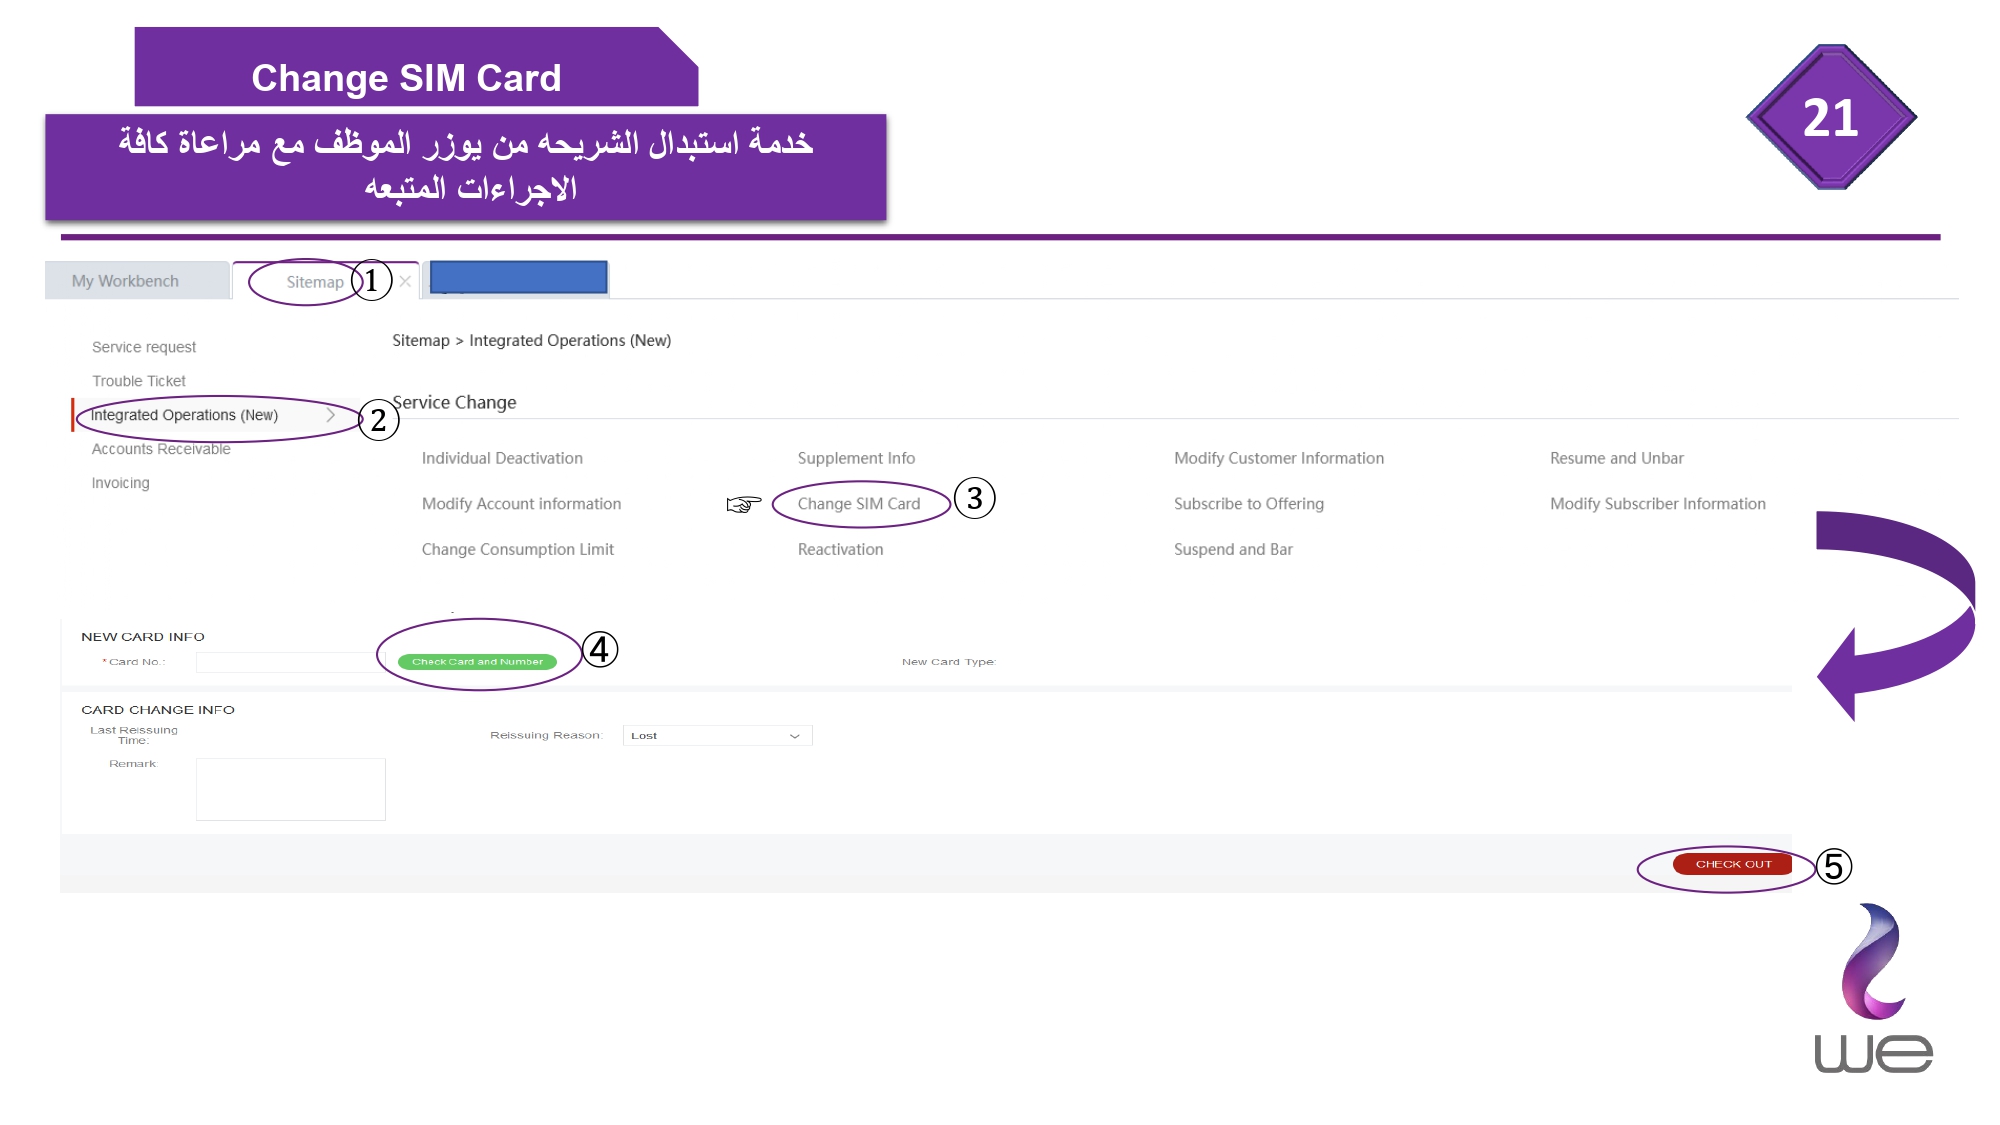 Change SIM Card
21
خدمة استبدال الشريحه من يوزر الموظف مع مراعاة كافة
الاجراءات المتبعه
My Workbench
Sitemap ①
Service request
Trouble Ticket
Integrated Operations (New) ②
Accounts Receivable
Invoicing
Sitemap > Integrated Operations (New)
Service Change
Individual Deactivation
Supplement Info
Modify Customer Information
Resume and Unbar
Modify Account information
Change SIM Card ③
Subscribe to Offering
Modify Subscriber Information
Change Consumption Limit
Reactivation
Suspend and Bar
NEW CARD INFO
*Card No.:
Check Card and Number ④
New Card Type:
CARD CHANGE INFO
Last Reissuing
Time:
Reissuing Reason: Lost
Remark:
CHECK OUT ⑤
we